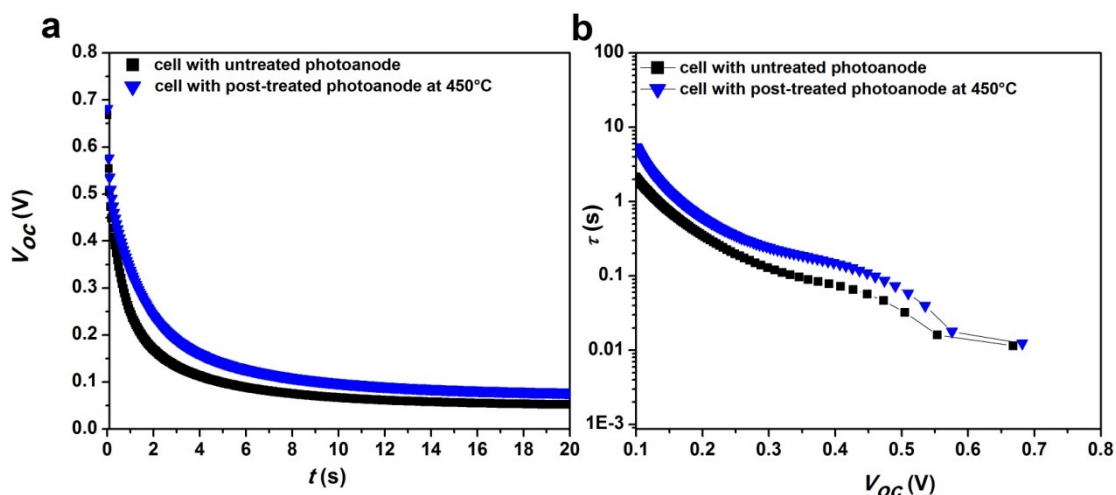 a
0.8
0.7
0.6
0.5
0.4
0.3
0.2
0.1
0.0
V_OC (V)
cell with untreated photoanode
cell with post-treated photoanode at 450°C
0 2 4 6 8 10 12 14 16 18 20
t (s)
b
100
10
1
0.1
0.01
1E-3
τ (s)
cell with untreated photoanode
cell with post-treated photoanode at 450°C
0.1 0.2 0.3 0.4 0.5 0.6 0.7 0.8
V_OC (V)